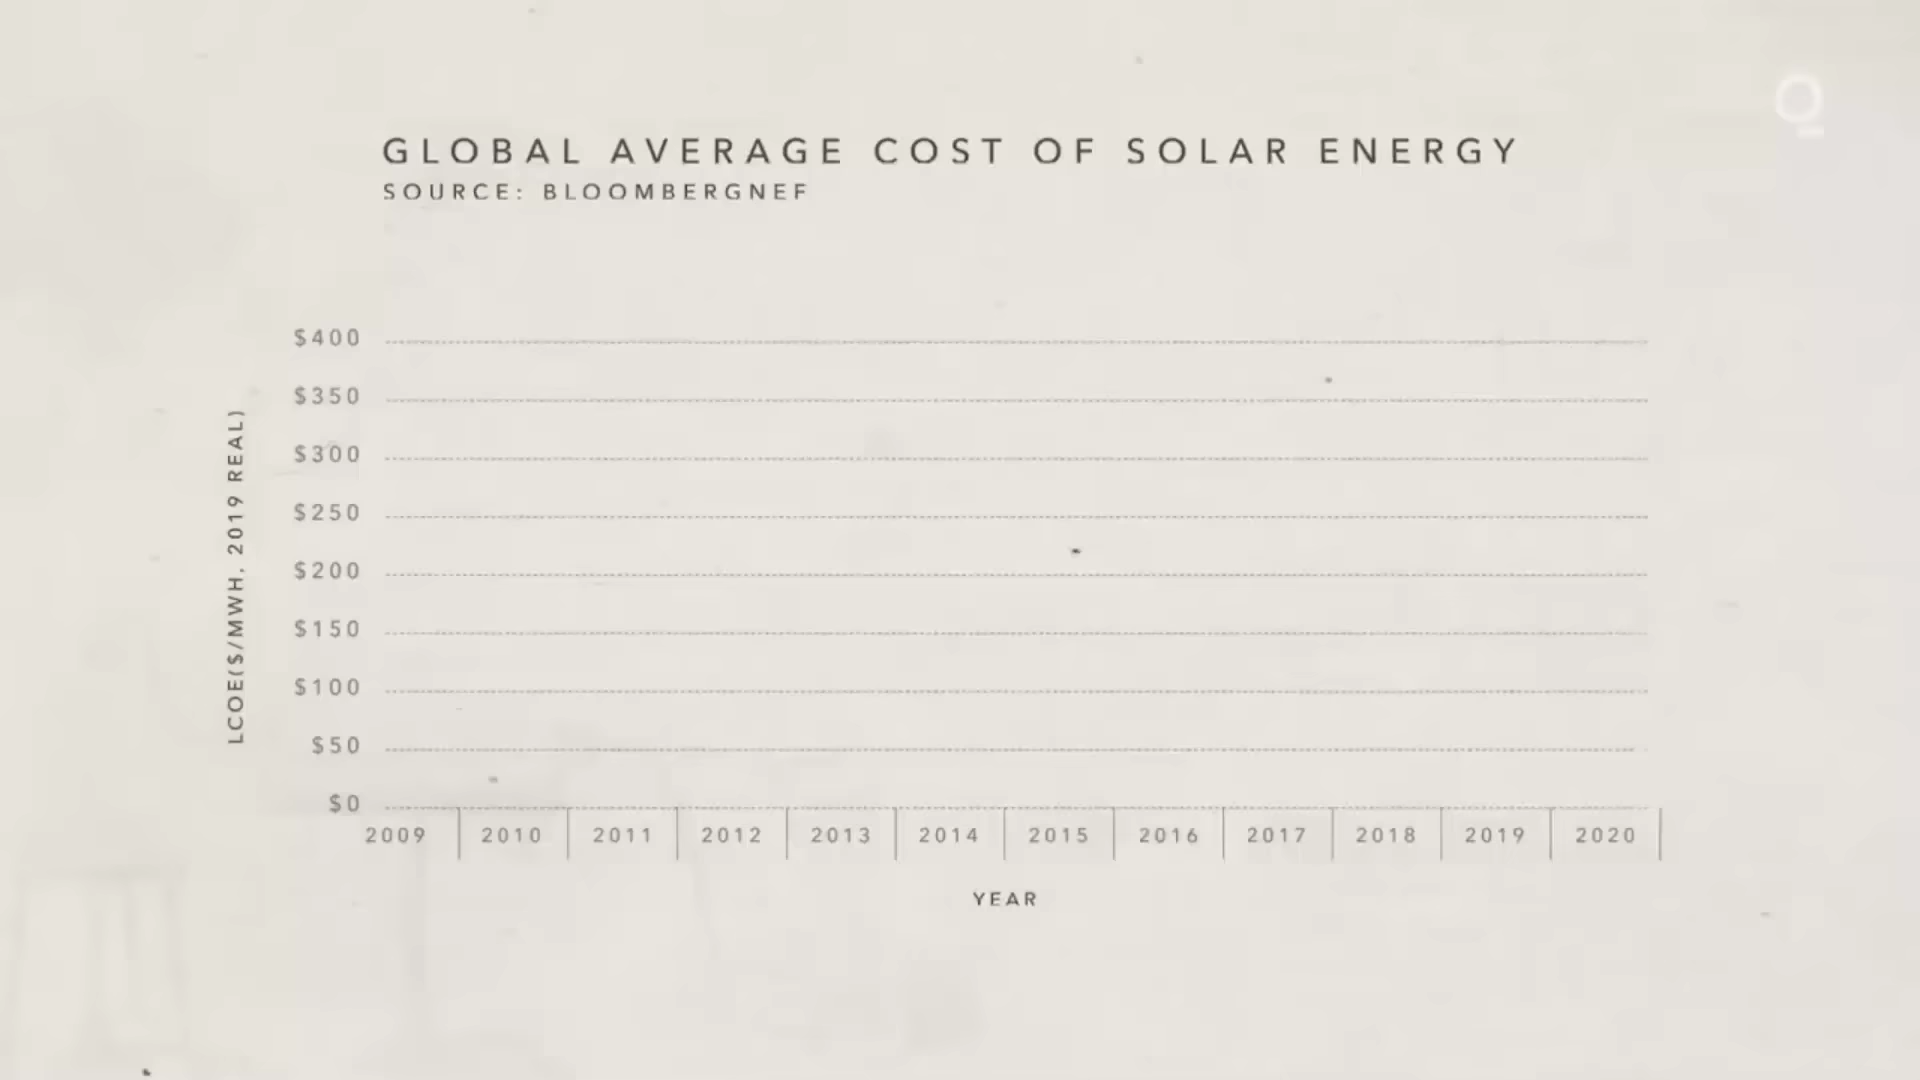 GLOBAL AVERAGE COST OF SOLAR ENERGY
SOURCE: BLOOMBERGNEF
$400
$350
$300
$250
$200
$150
$100
$50
$0
LCOE($/MWH, 2019 REAL)
2009 2010 2011 2012 2013 2014 2015 2016 2017 2018 2019 2020
YEAR